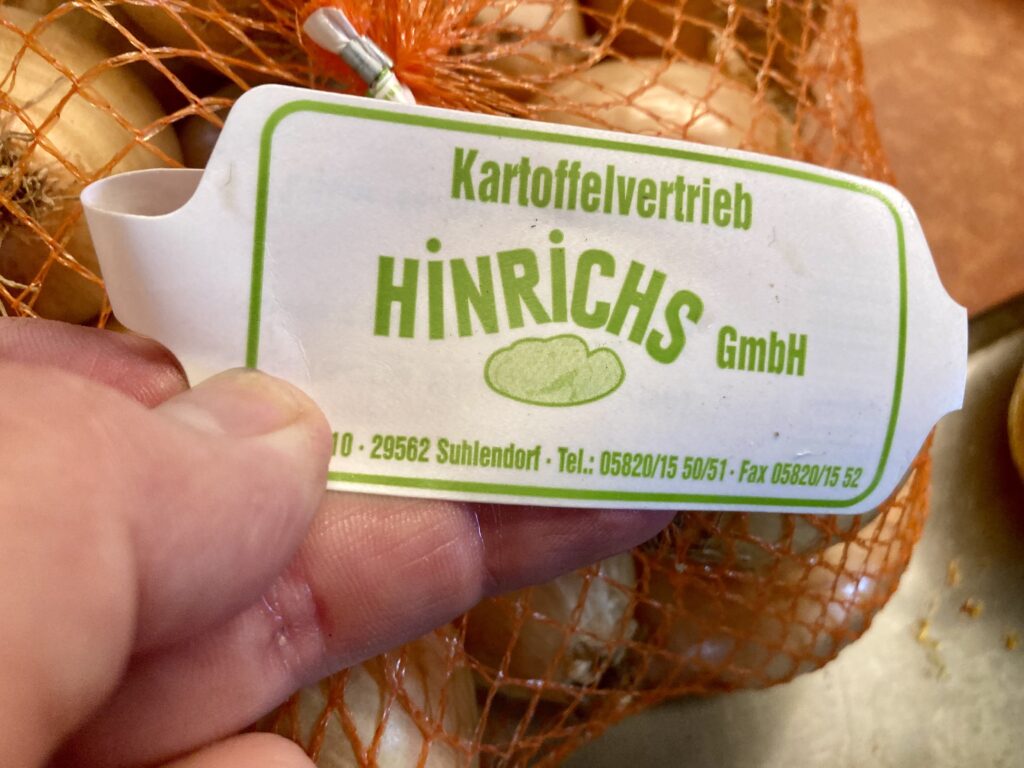 Kartoffelvertrieb
HiNRiCHS GmbH
10 · 29562 Suhlendorf · Tel.: 05820/15 50/51 · Fax 05820/15 52